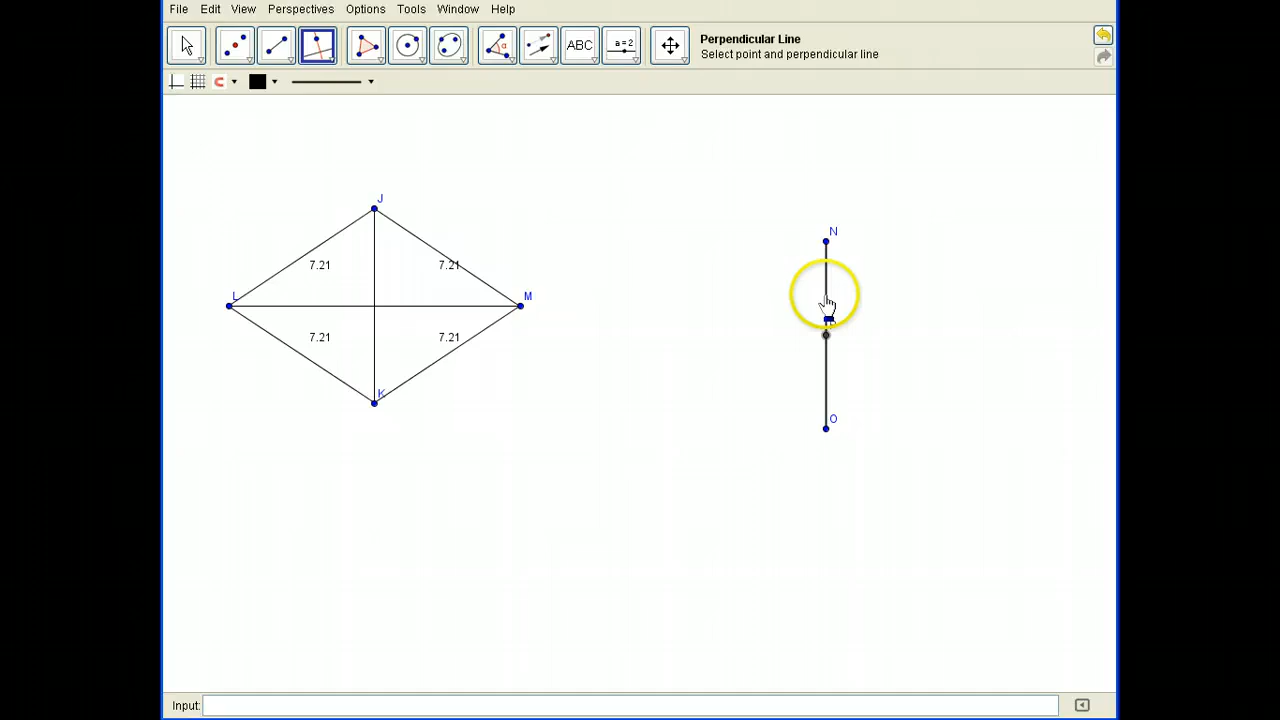 File Edit View Perspectives Options Tools Window Help
ABC
a = 2
α
Perpendicular Line
Select point and perpendicular line
J
N
7.21 7.21
L M
7.21 7.21
K
O
Input: